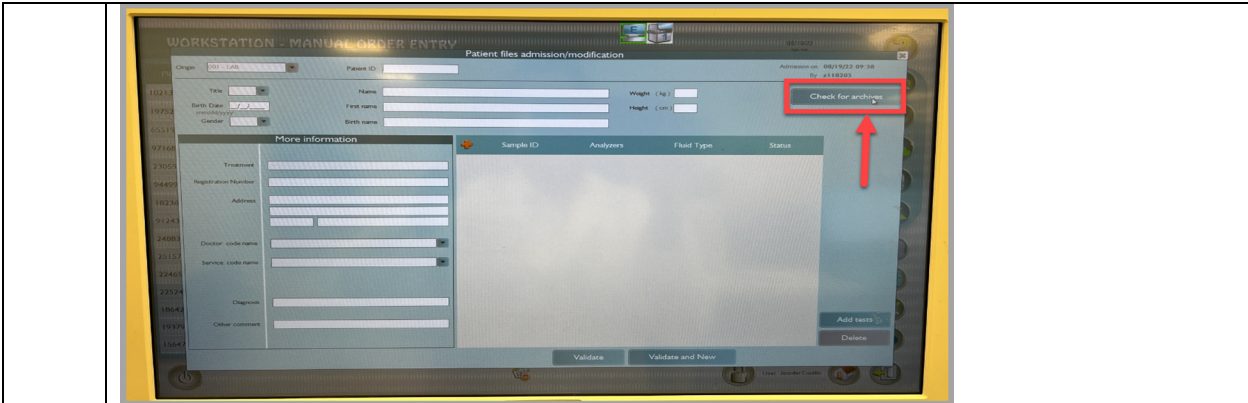 WORKSTATION - MANUAL ORDER ENTRY
Patient files admission/modification
Origin 001 - LAB
Patient ID
Admission on 08/19/22 09:38
By
Title
Name
Weight (kg)
Check for archives
Birth Date
First name
Height (cm)
Gender
Birth name
More information
Sample ID Analyzers Fluid Type Status
Treatment
Registration Number
Address
Doctor: code name
Service: code name
Diagnosis
Other comment
Add tests
Delete
Validate Validate and New